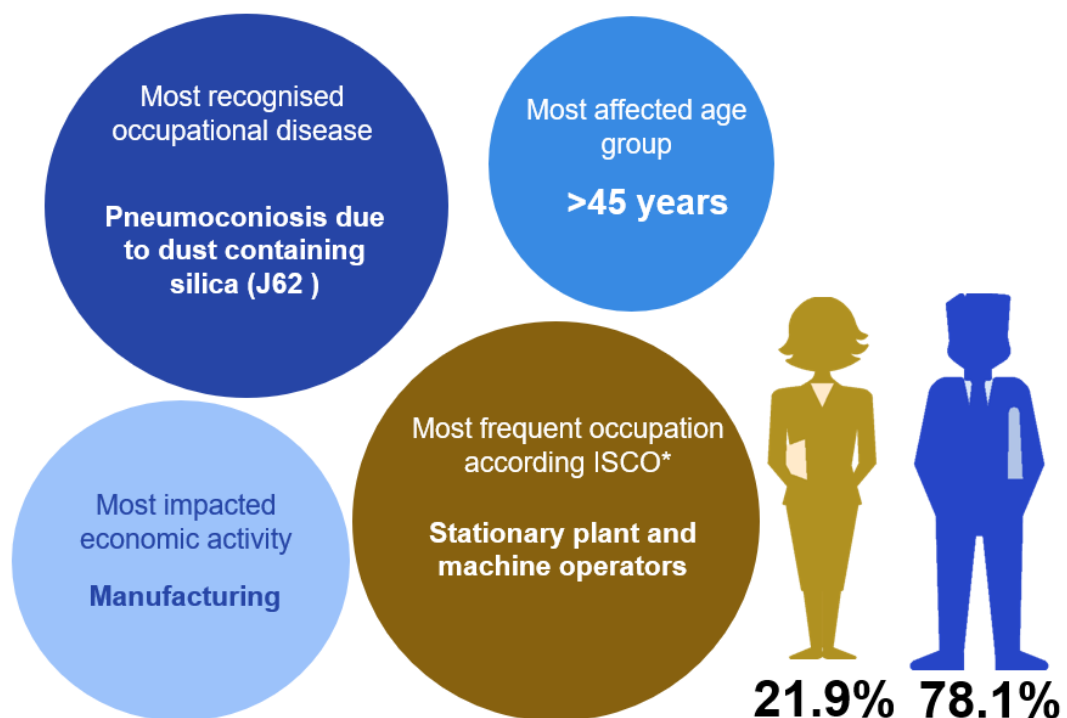 Most recognised
occupational disease
Pneumoconiosis due
to dust containing
silica (J62 )
Most affected age
group
>45 years
Most impacted
economic activity
Manufacturing
Most frequent occupation
according ISCO*
Stationary plant and
machine operators
21.9% 78.1%